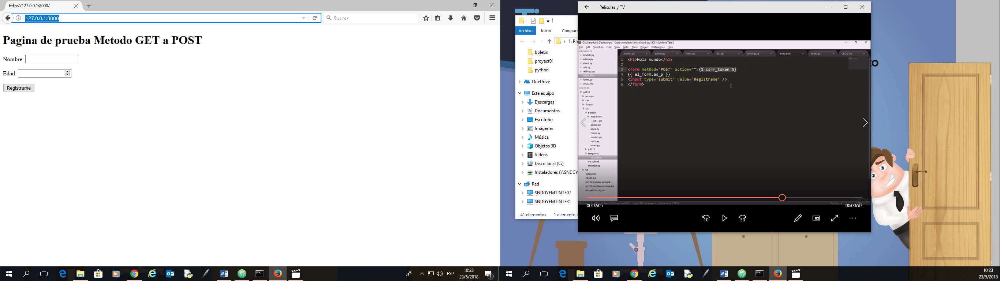 http://127.0.0.1:8000/
127.0.0.1:8000
Buscar
Pagina de prueba Metodo GET a POST
Nombre:
Edad:
Registrame
ESP
10:23
23/5/2018
1
Archivo
Inicio
Compart
1. Pr
boletin
proyect01
python
OneDrive
Este equipo
Descargas
Documentos
Escritorio
Imágenes
Música
Objetos 3D
Vídeos
Disco local (C:)
Instaladores (\\SNDGY
Red
SNDGYEMTINTE07
SNDGYEMTINTE31
41 elementos
1 elemento s
Películas y TV
C:\Users\karli\Desktop\pd110\src\templates\inicio.html (pd110) - Sublime Text 2
File Edit Selection Find View Goto Tools Project Preferences Help
OPEN FILES
models.py
admin.py
views.py
urls.py
settings.py
inicio.html
forms.py
CRUD.md
FOLDERS
pd110
Include
Lib
Scripts
src
boletin
migrations
__init__.py
admin.py
apps.py
forms.py
models.py
tests.py
views.py
pd110
templates
inicio.html
db.sqlite3
manage.py
td
.gitignore
CRUD.md
pd110.sublime-project
pd110.sublime-workspace
pip-selfcheck.json
models.py admin.py views.py urls.py settings.py inicio.html forms.py CRUD.md
1 <h1>Hola mundo</h1>
2
3 <form method="POST" action="">{% csrf_token %}
4 {{ el_form.as_p }}
5 <input type='submit' value='Registrame' />
6 </form>
udemy
Tab Size: 4
00:02:05
00:00:50
10
30
to
10:23
23/5/2018